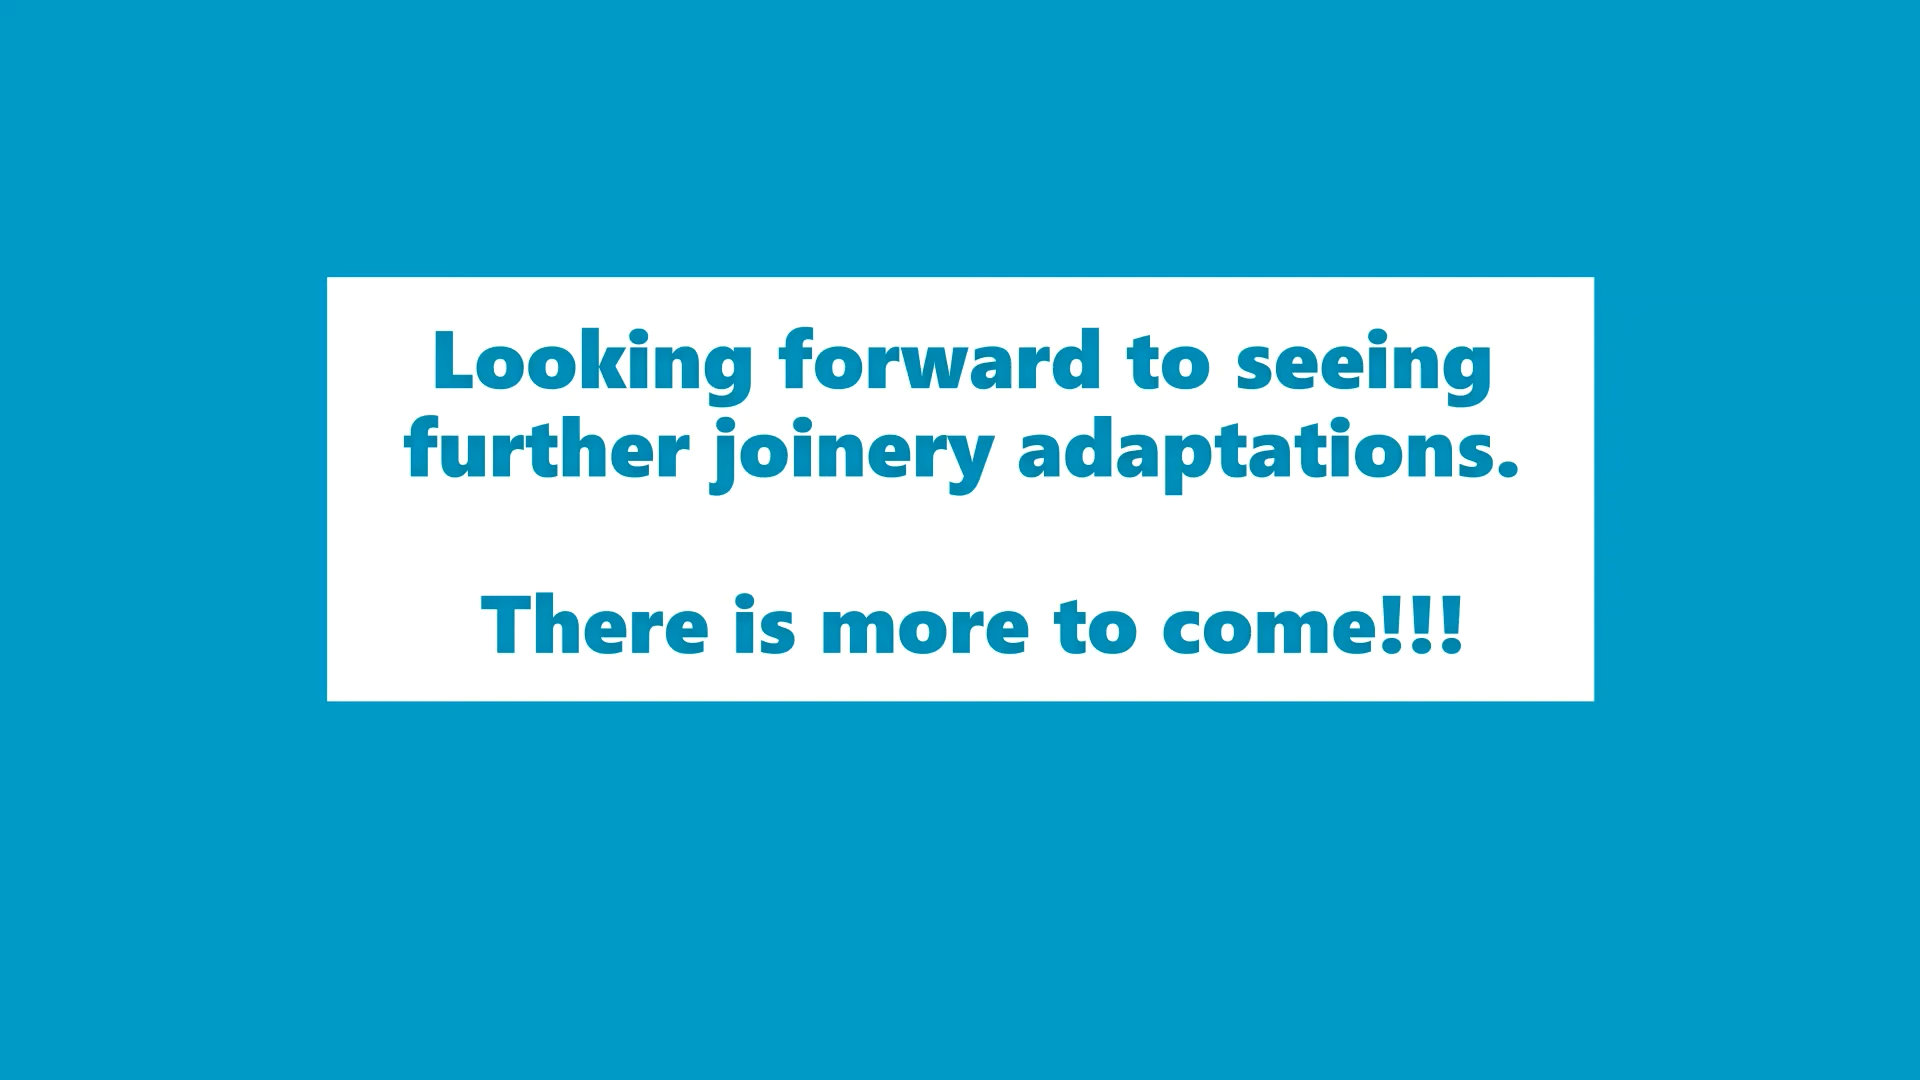 Looking forward to seeing
further joinery adaptations.
There is more to come!!!